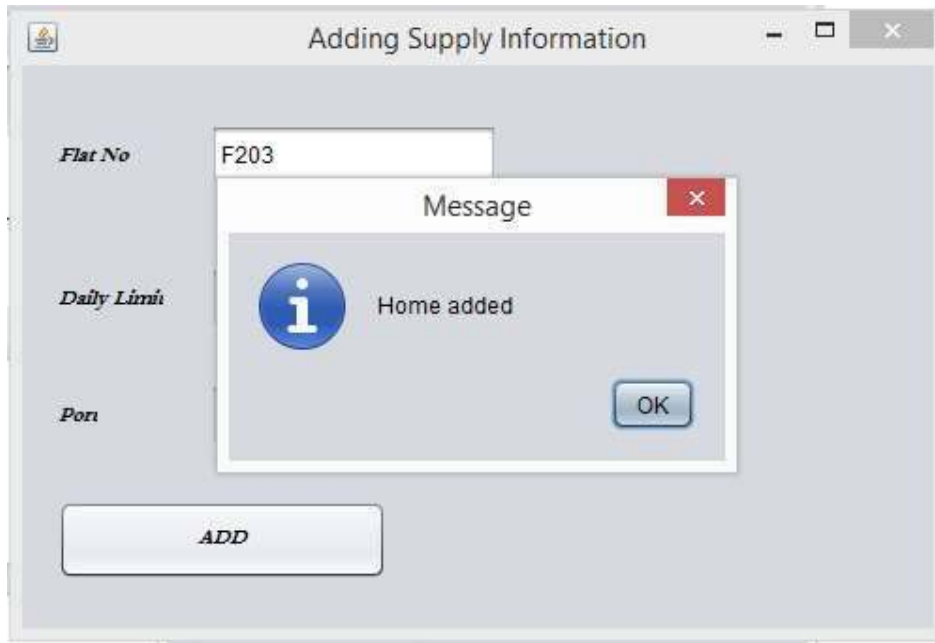 Adding Supply Information
Flat No
F203
Message
Daily Limit
Home added
OK
Port
ADD